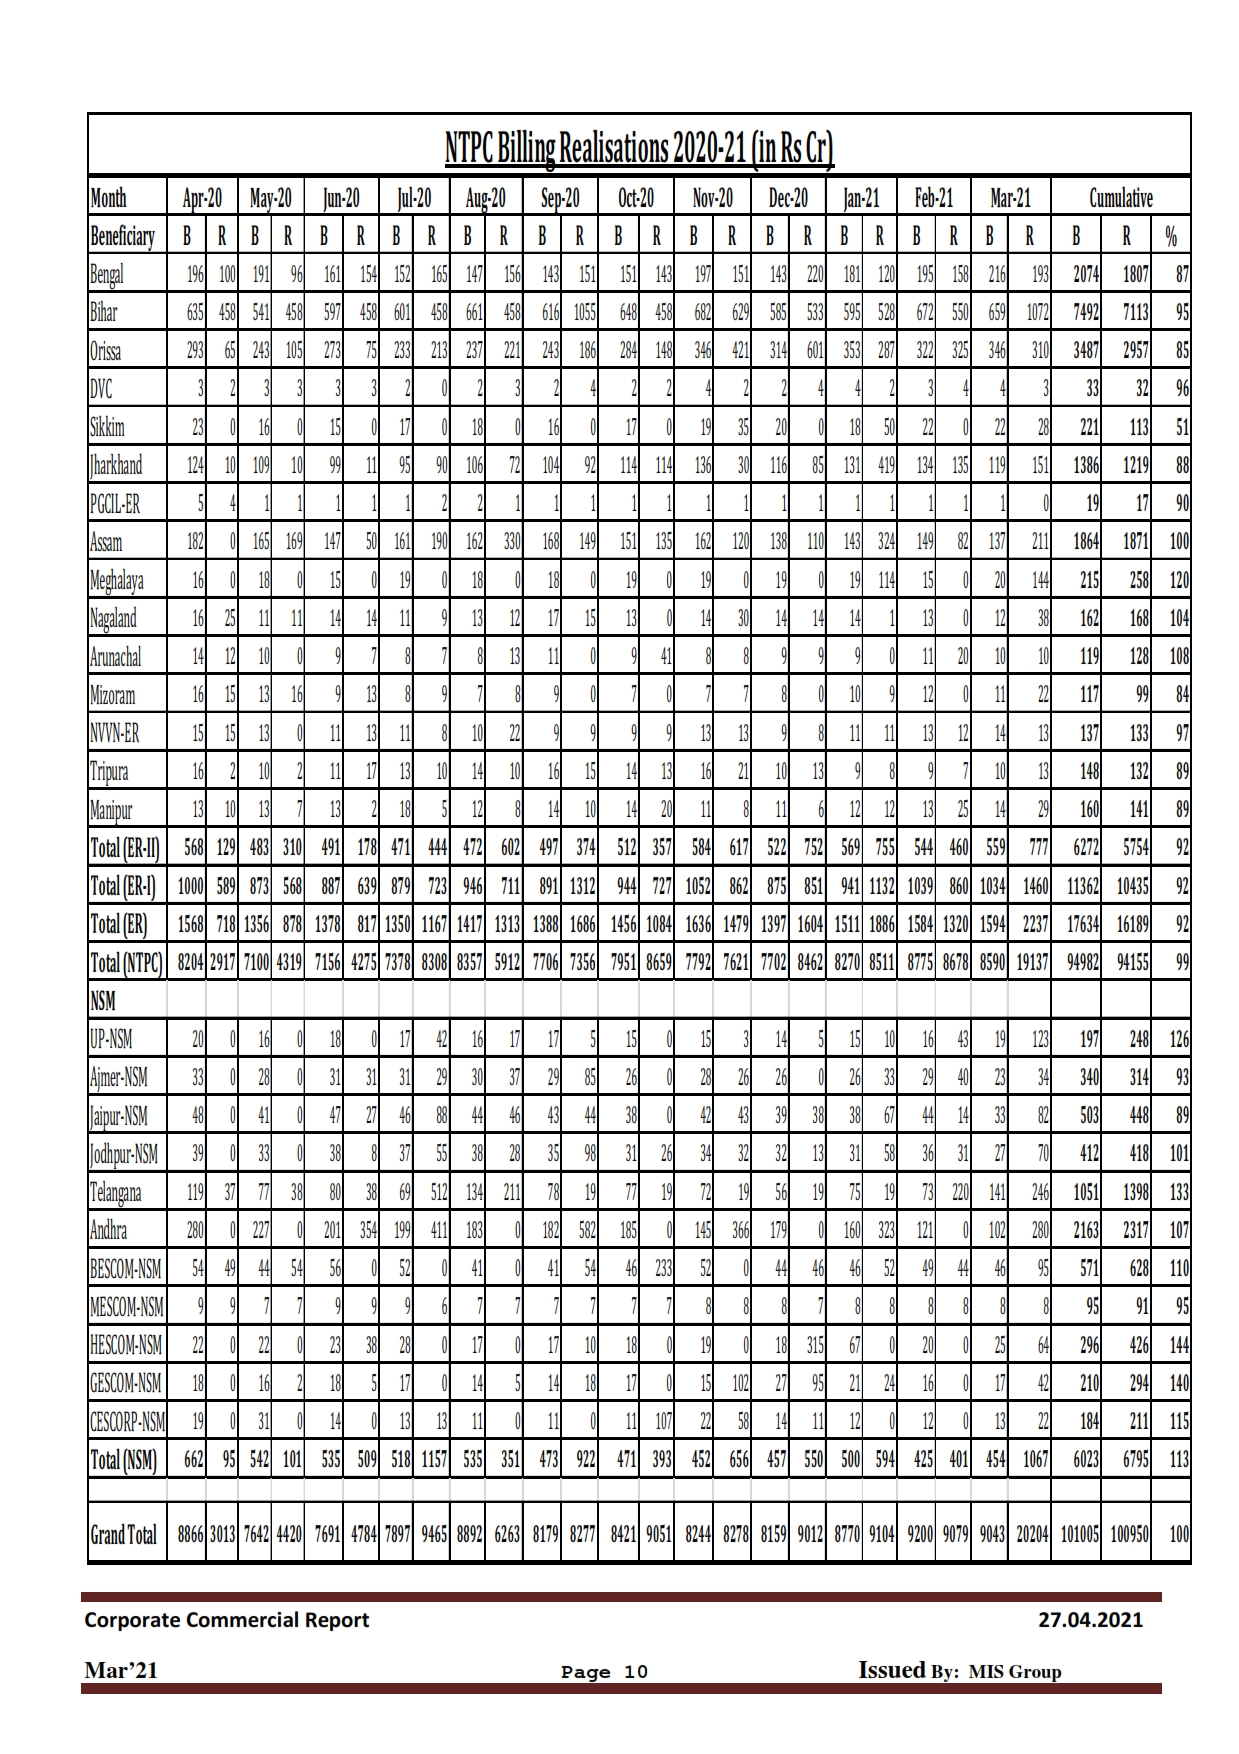 NTPC Billing Realisations 2020-21 (in Rs Cr)
Month Apr-20 May-20 Jun-20 Jul-20 Aug-20 Sep-20 Oct-20 Nov-20 Dec-20 Jan-21 Feb-21 Mar-21 Cumulative
Beneficiary B R B R B R B R B R B R B R B R B R B R B R B R B R %
Bengal 196 100 191 96 161 154 152 165 147 156 143 151 151 143 197 151 143 220 181 120 195 158 216 193 2074 1807 87
Bihar 635 458 541 458 597 458 601 458 661 458 616 1055 648 458 682 629 585 533 595 528 672 550 659 1072 7492 7113 95
Orissa 293 65 243 105 273 75 233 213 237 221 243 186 284 148 346 421 314 601 353 287 322 325 346 310 3487 2957 85
DVC 3 2 3 3 3 3 2 0 2 3 2 4 2 2 4 2 2 4 4 2 3 4 4 3 33 32 96
Sikkim 23 0 16 0 15 0 17 0 18 0 16 0 17 0 19 35 20 0 18 50 22 0 22 28 221 113 51
Jharkhand 124 10 109 10 99 11 95 90 106 72 104 92 114 114 136 30 116 85 131 419 134 135 119 151 1386 1219 88
PGCIL-ER 5 4 1 1 1 1 1 2 2 1 1 1 1 1 1 1 1 1 1 1 1 1 1 0 19 17 90
Assam 182 0 165 169 147 50 161 190 162 330 168 149 151 135 162 120 138 110 143 324 149 82 137 211 1864 1871 100
Meghalaya 16 0 18 0 15 0 19 0 18 0 18 0 19 0 19 0 19 0 19 114 15 0 20 144 215 258 120
Nagaland 16 25 11 11 14 14 11 9 13 12 17 15 13 0 14 30 14 14 14 1 13 0 12 38 162 168 104
Arunachal 14 12 10 0 9 7 8 7 8 13 11 0 9 41 8 8 9 9 9 0 11 20 10 10 119 128 108
Mizoram 16 15 13 16 9 13 8 9 7 8 9 0 7 0 7 7 8 0 10 9 12 0 11 22 117 99 84
NVVN-ER 15 15 13 0 11 13 11 8 10 22 9 9 9 9 13 13 9 8 11 11 13 12 14 13 137 133 97
Tripura 16 2 10 2 11 17 13 10 14 10 16 15 14 13 16 21 10 13 9 8 9 7 10 13 148 132 89
Manipur 13 10 13 7 13 2 18 5 12 8 14 10 14 20 11 8 11 6 12 12 13 25 14 29 160 141 89
Total (ER-II) 568 129 483 310 491 178 471 444 472 602 497 374 512 357 584 617 522 752 569 755 544 460 559 777 6272 5754 92
Total (ER-I) 1000 589 873 568 887 639 879 723 946 711 891 1312 944 727 1052 862 875 851 941 1132 1039 860 1034 1460 11362 10435 92
Total (ER) 1568 718 1356 878 1378 817 1350 1167 1417 1313 1388 1686 1456 1084 1636 1479 1397 1604 1511 1886 1584 1320 1594 2237 17634 16189 92
Total (NTPC) 8204 2917 7100 4319 7156 4275 7378 8308 8357 5912 7706 7356 7951 8659 7792 7621 7702 8462 8270 8511 8775 8678 8590 19137 94982 94155 99
NSM
UP-NSM 20 0 16 0 18 0 17 42 16 17 17 5 15 0 15 3 14 5 15 10 16 43 19 123 197 248 126
Ajmer-NSM 33 0 28 0 31 31 31 29 30 37 29 85 26 0 28 26 26 0 26 33 29 40 23 34 340 314 93
Jaipur-NSM 48 0 41 0 47 27 46 88 44 46 43 44 38 0 42 43 39 38 38 67 44 14 33 82 503 448 89
Jodhpur-NSM 39 0 33 0 38 8 37 55 38 28 35 98 31 26 34 32 32 13 31 58 36 31 27 70 412 418 101
Telangana 119 37 77 38 80 38 69 512 134 211 78 19 77 19 72 19 56 19 75 19 73 220 141 246 1051 1398 133
Andhra 280 0 227 0 201 354 199 411 183 0 182 582 185 0 145 366 179 0 160 323 121 0 102 280 2163 2317 107
BESCOM-NSM 54 49 44 54 56 0 52 0 41 0 41 54 46 233 52 0 44 46 46 52 49 44 46 95 571 628 110
MESCOM-NSM 9 9 7 7 9 9 9 6 7 7 7 7 7 7 8 8 8 7 8 8 8 8 8 8 95 91 95
HESCOM-NSM 22 0 22 0 23 38 28 0 17 0 17 10 18 0 19 0 18 315 67 0 20 0 25 64 296 426 144
GESCOM-NSM 18 0 16 2 18 5 17 0 14 5 14 18 17 0 15 102 27 95 21 24 16 0 17 42 210 294 140
CESCORP-NSM 19 0 31 0 14 0 13 13 11 0 11 0 11 107 22 58 14 11 12 0 12 0 13 22 184 211 115
Total (NSM) 662 95 542 101 535 509 518 1157 535 351 473 922 471 393 452 656 457 550 500 594 425 401 454 1067 6023 6795 113
Grand Total 8866 3013 7642 4420 7691 4784 7897 9465 8892 6263 8179 8277 8421 9051 8244 8278 8159 9012 8770 9104 9200 9079 9043 20204 101005 100950 100
Corporate Commercial Report 27.04.2021
Mar’21 Page 10 Issued By: MIS Group